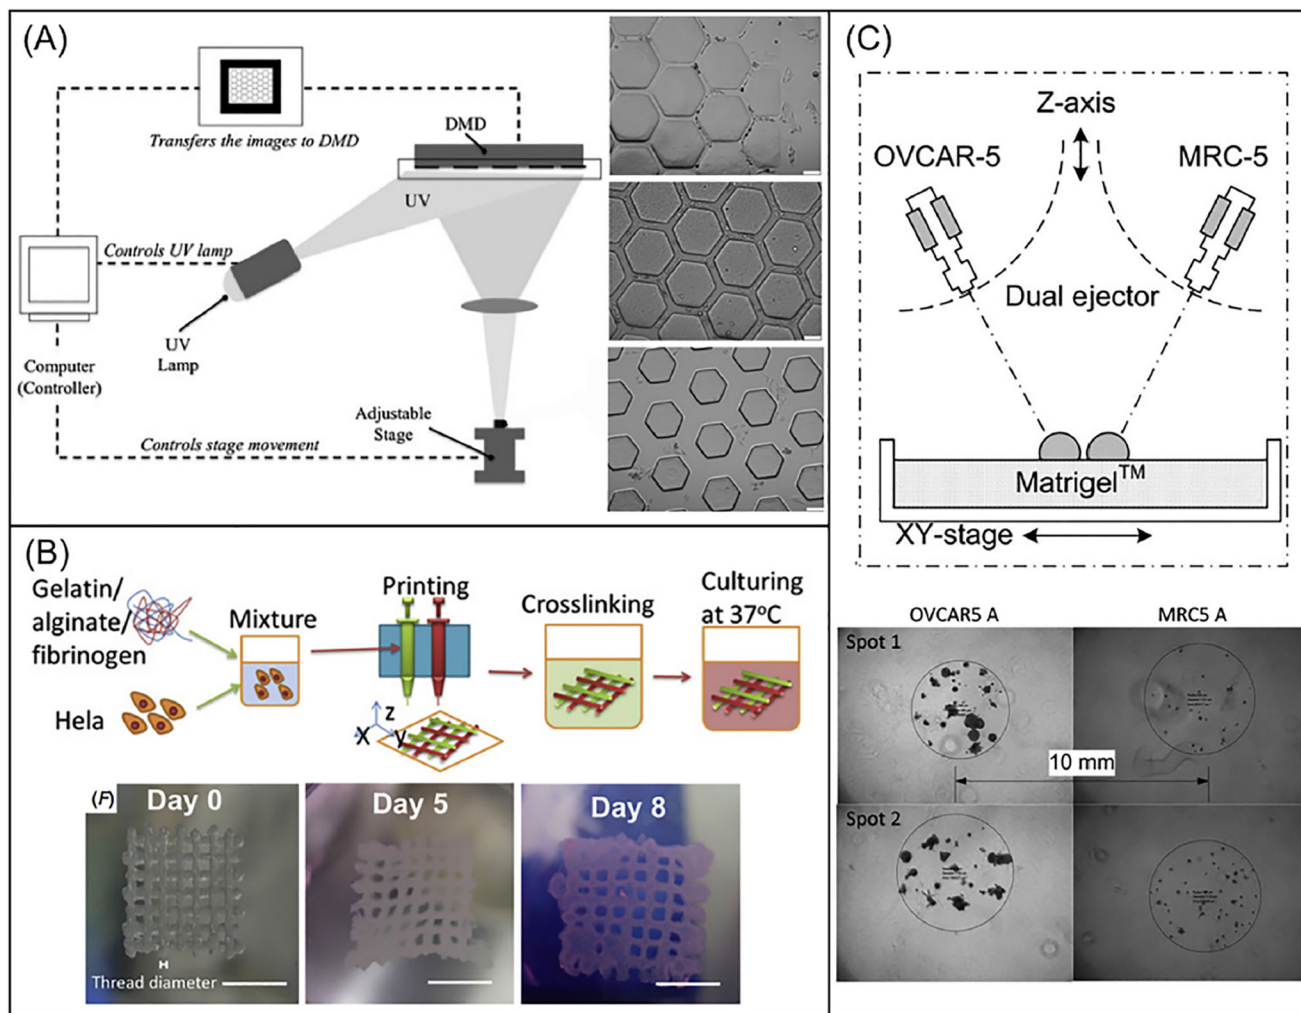 (A)
Transfers the images to DMD
DMD
UV
Controls UV lamp
UV
Lamp
Computer
(Controller)
Adjustable
Stage
Controls stage movement
(B)
Gelatin/
alginate/
fibrinogen
Hela
Mixture
Printing
Z
X
Y
Crosslinking
Culturing
at 37°C
(F)
Day 0
Day 5
Day 8
H
Thread diameter
(C)
Z-axis
OVCAR-5
MRC-5
Dual ejector
Matrigel™
XY-stage
OVCAR5 A
MRC5 A
Spot 1
10 mm
Spot 2